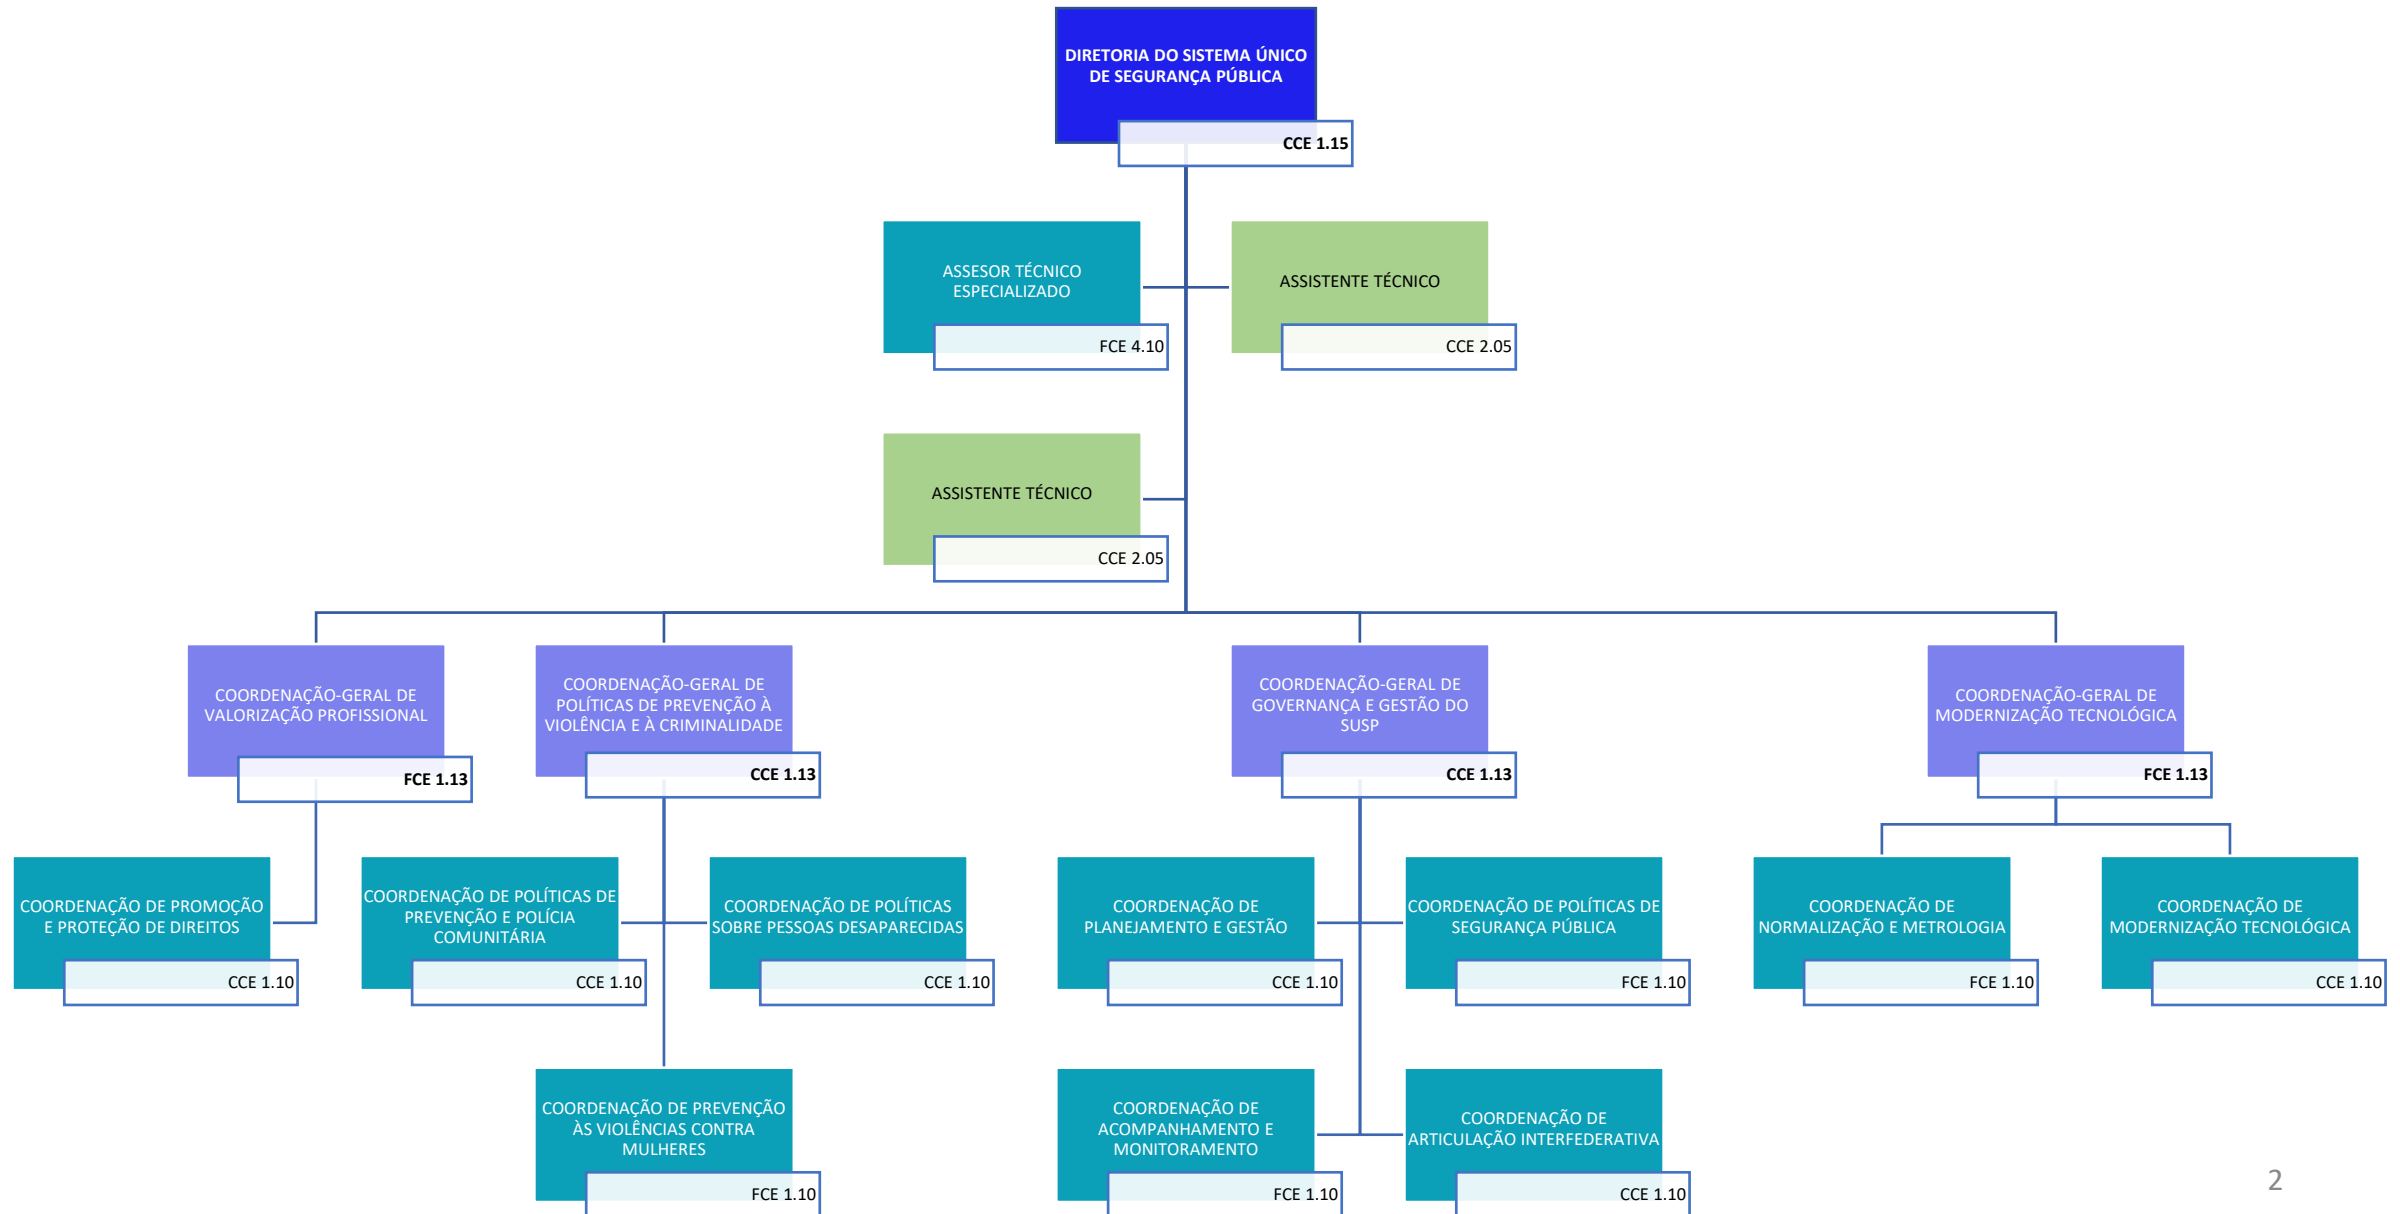 DIRETORIA DO SISTEMA ÚNICO
DE SEGURANÇA PÚBLICA
CCE 1.15
ASSESOR TÉCNICO
ESPECIALIZADO
FCE 4.10
ASSISTENTE TÉCNICO
CCE 2.05
ASSISTENTE TÉCNICO
CCE 2.05
COORDENAÇÃO-GERAL DE
VALORIZAÇÃO PROFISSIONAL
FCE 1.13
COORDENAÇÃO-GERAL DE
POLÍTICAS DE PREVENÇÃO À
VIOLÊNCIA E À CRIMINALIDADE
CCE 1.13
COORDENAÇÃO-GERAL DE
GOVERNANÇA E GESTÃO DO
SUSP
CCE 1.13
COORDENAÇÃO-GERAL DE
MODERNIZAÇÃO TECNOLÓGICA
FCE 1.13
COORDENAÇÃO DE PROMOÇÃO
E PROTEÇÃO DE DIREITOS
CCE 1.10
COORDENAÇÃO DE POLÍTICAS DE
PREVENÇÃO E POLÍCIA
COMUNITÁRIA
CCE 1.10
COORDENAÇÃO DE POLÍTICAS
SOBRE PESSOAS DESAPARECIDAS
CCE 1.10
COORDENAÇÃO DE
PLANEJAMENTO E GESTÃO
CCE 1.10
COORDENAÇÃO DE POLÍTICAS DE
SEGURANÇA PÚBLICA
FCE 1.10
COORDENAÇÃO DE
NORMALIZAÇÃO E METROLOGIA
FCE 1.10
COORDENAÇÃO DE
MODERNIZAÇÃO TECNOLÓGICA
CCE 1.10
COORDENAÇÃO DE PREVENÇÃO
ÀS VIOLÊNCIAS CONTRA
MULHERES
FCE 1.10
COORDENAÇÃO DE
ACOMPANHAMENTO E
MONITORAMENTO
FCE 1.10
COORDENAÇÃO DE
ARTICULAÇÃO INTERFEDERATIVA
CCE 1.10
2